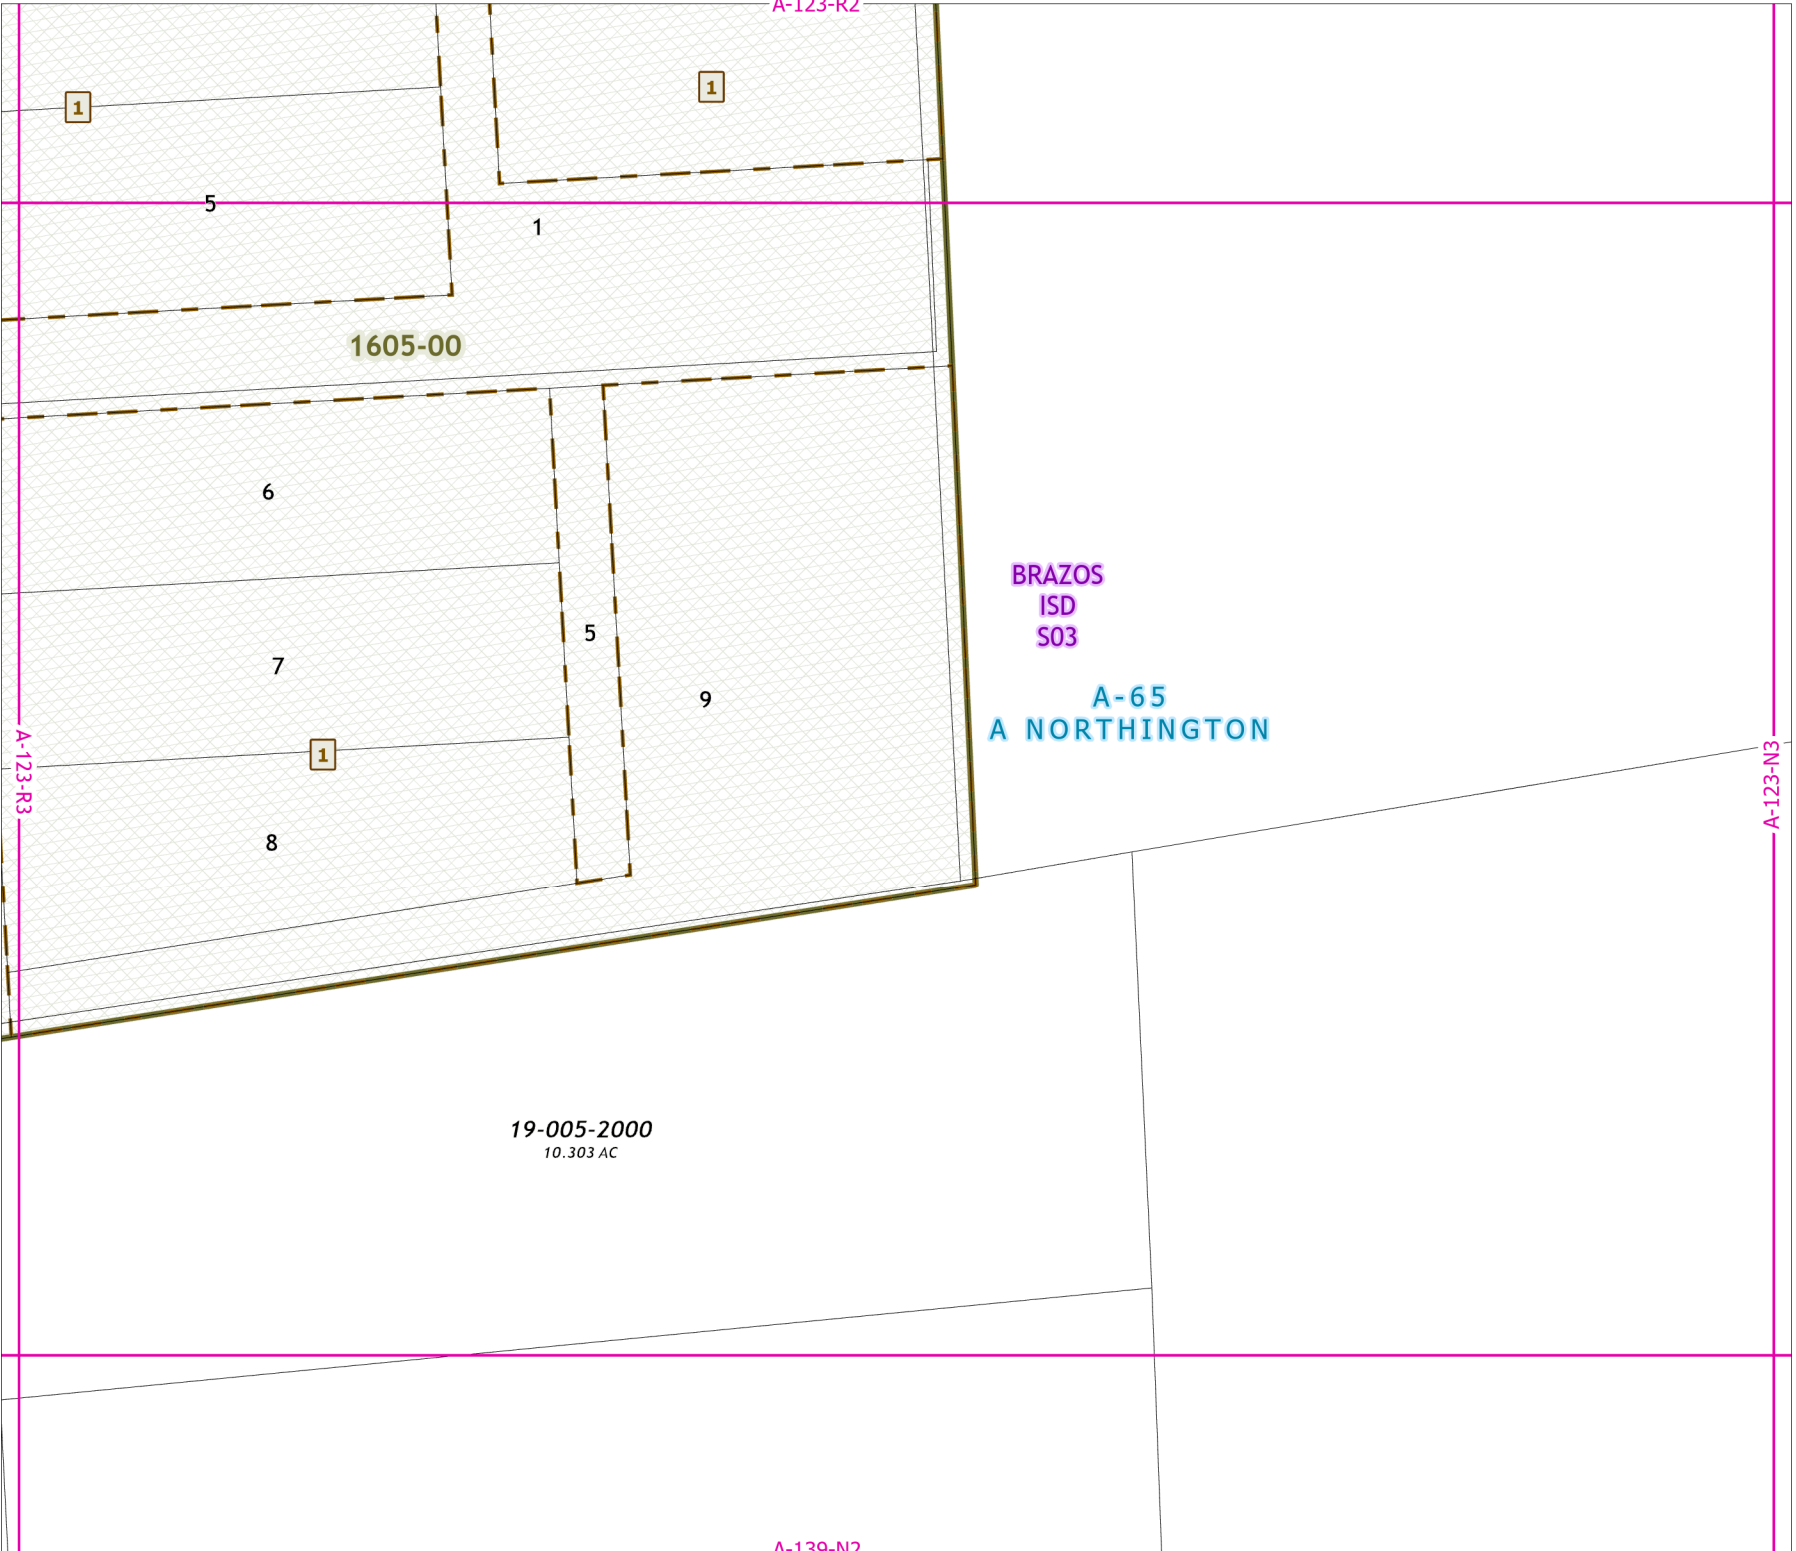 A-123-R2
1
1
5
1
1605-00
6
BRAZOS
ISD
S03
5
7
9
A-65
A NORTHINGTON
1
A-123-R3
A-123-N3
8
19-005-2000
10.303 AC
A-139-N2